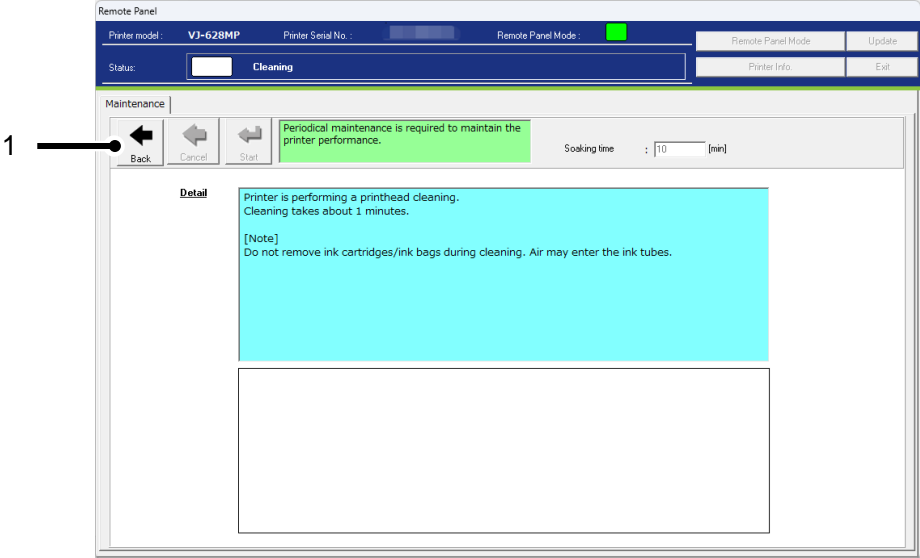 Remote Panel
Printer model : VJ-628MP Printer Serial No. : Remote Panel Mode :
Remote Panel Mode Update
Status: Cleaning
Printer Info. Exit
Maintenance
1
Back
Cancel
Start
Periodical maintenance is required to maintain the
printer performance.
Soaking time : 10 [min]
Detail
Printer is performing a printhead cleaning.
Cleaning takes about 1 minutes.
[Note]
Do not remove ink cartridges/ink bags during cleaning. Air may enter the ink tubes.